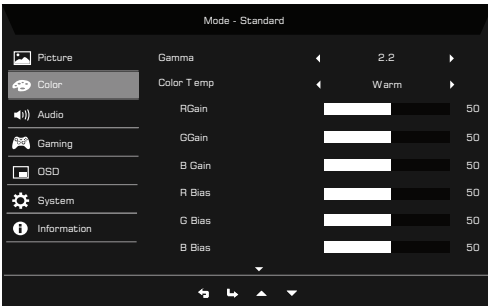 Mode - Standard
Picture
Gamma 2.2
Color
Color Temp Warm
RGain 50
Audio
GGain 50
Gaming
B Gain 50
OSD
R Bias 50
System
G Bias 50
Information
B Bias 50